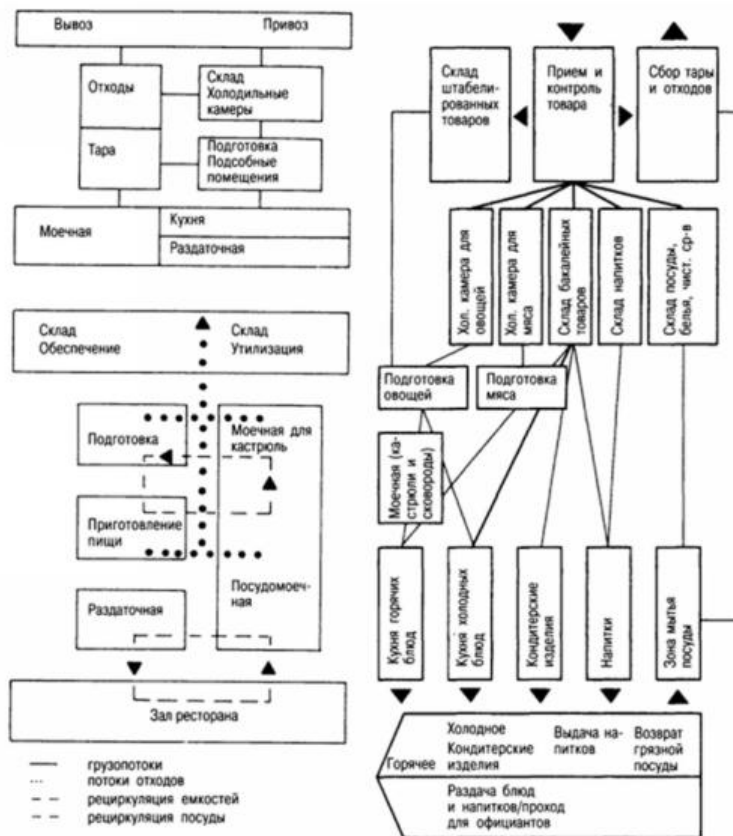 Вывоз
Привоз
Отходы
Склад
Холодильные
камеры
Тара
Подготовка
Подсобные
помещения
Моечная
Кухня
Раздаточная
Склад
Обеспечение
Склад
Утилизация
Подготовка
Моечная для
кастрюль
Приготовление
пищи
Посудомоеч-
ная
Раздаточная
Зал ресторана
грузопотоки
потоки отходов
рециркуляция емкостей
рециркуляция посуды
Склад
штабели-
рованных
товаров
Прием и
контроль
товара
Сбор тары
и отходов
Хол. камера для
овощей
Хол. камера для
мяса
Склад бакалейных
товаров
Склад напитков
Склад посуды,
белья, чист. ср-в
Подготовка
овощей
Подготовка
мяса
Моечная (ка-
стрюли и
сковороды)
Кухня горячих
блюд
Кухня холодных
блюд
Кондитерские
изделия
Напитки
Зона мытья
посуды
Горячее
Холодное
Кондитерские
изделия
Выдача на-
питков
Возврат
грязной
посуды
Раздача блюд
и напитков/проход
для официантов